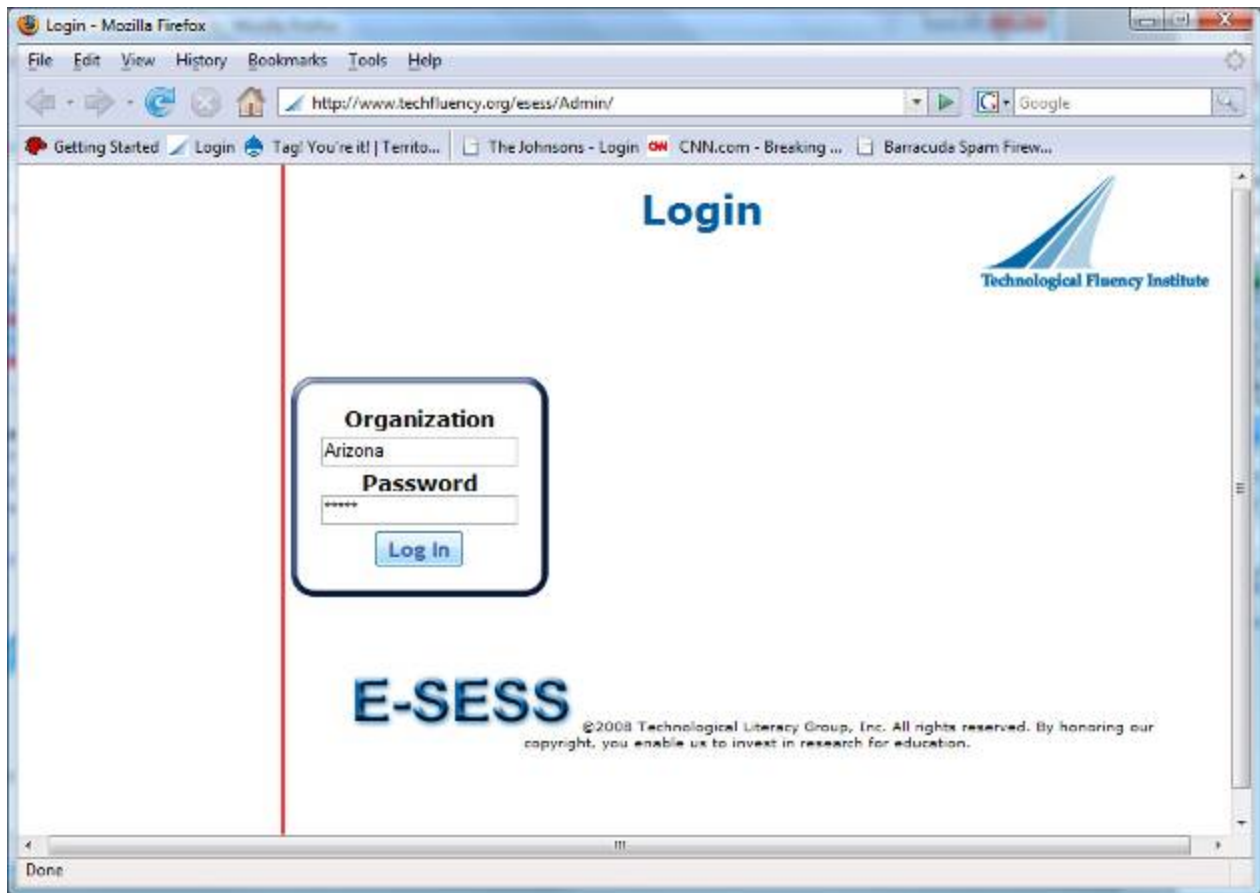 Login - Mozilla Firefox
File Edit View History Bookmarks Tools Help
http://www.techfluency.org/esess/Admin/
Google
Getting Started Login Tag! You're it! | Territo... The Johnsons - Login CNN CNN.com - Breaking ... Barracuda Spam Firew...
Login
Technological Fluency Institute
Organization
Arizona
Password
*****
Log In
E-SESS
©2008 Technological Literacy Group, Inc. All rights reserved. By honoring our
copyright, you enable us to invest in research for education.
Done